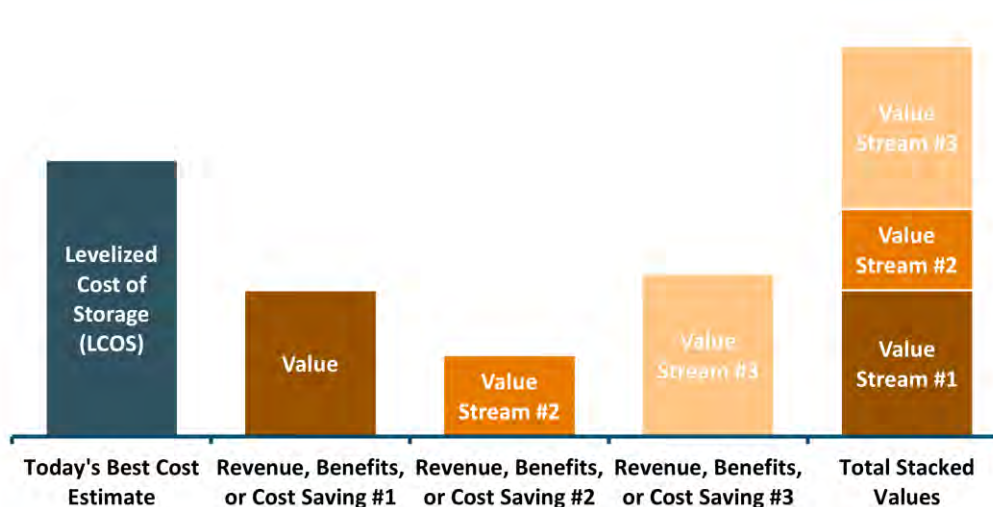 Levelized
Cost of
Storage
(LCOS)
Value
Value
Stream #2
Value
Stream #3
Value
Stream #3
Value
Stream #2
Value
Stream #1
Today's Best Cost
Estimate
Revenue, Benefits,
or Cost Saving #1
Revenue, Benefits,
or Cost Saving #2
Revenue, Benefits,
or Cost Saving #3
Total Stacked
Values